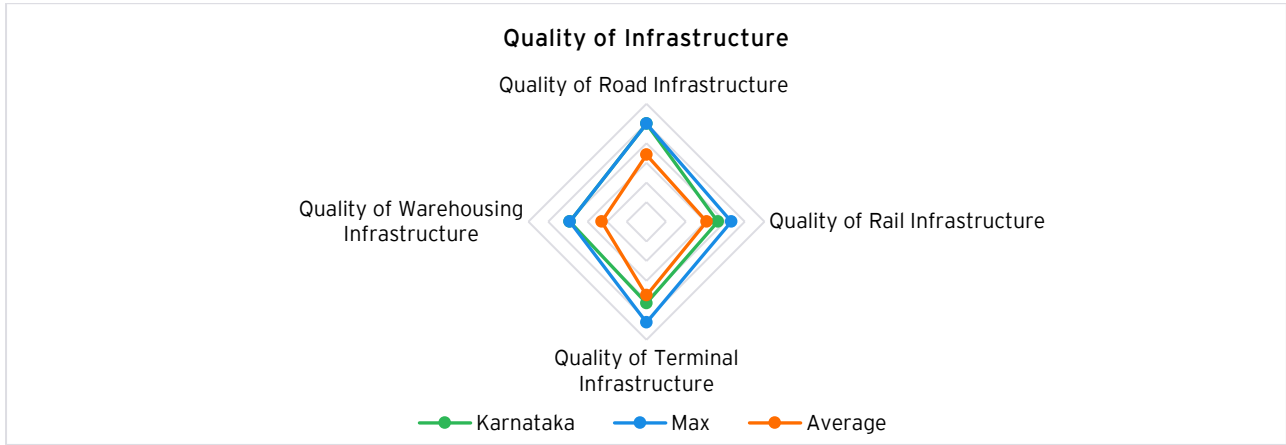 Quality of Infrastructure
Quality of Road Infrastructure
Quality of Warehousing
Infrastructure
Quality of Rail Infrastructure
Quality of Terminal
Infrastructure
Karnataka Max Average